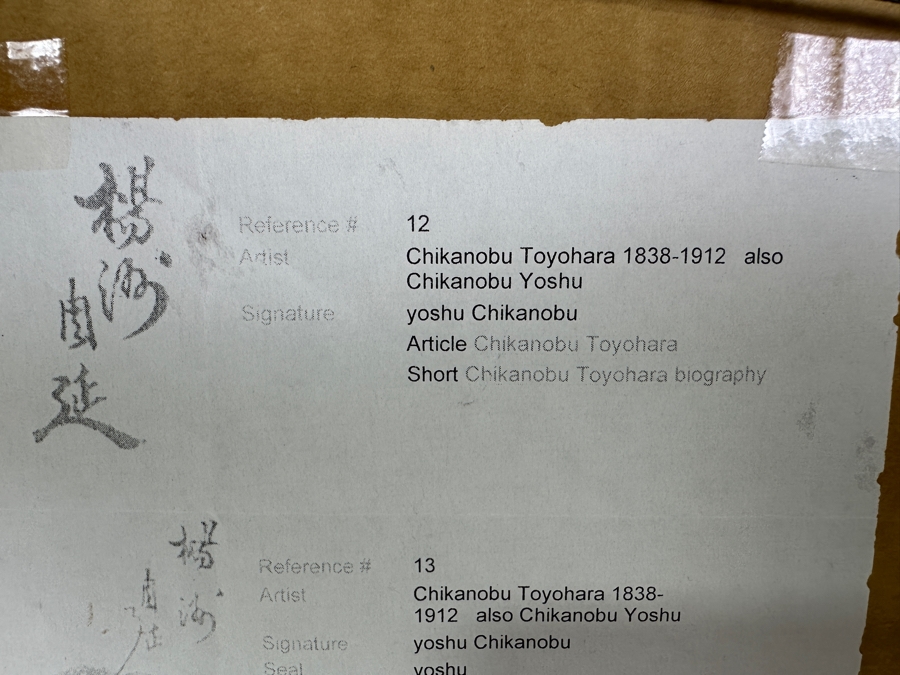 楊洲
周延
Reference # 12
Artist Chikanobu Toyohara 1838-1912 also
Chikanobu Yoshu
Signature yoshu Chikanobu
Article Chikanobu Toyohara
Short Chikanobu Toyohara biography
楊洲
周延
Reference # 13
Artist Chikanobu Toyohara 1838-
1912 also Chikanobu Yoshu
Signature yoshu Chikanobu
Seal yoshu